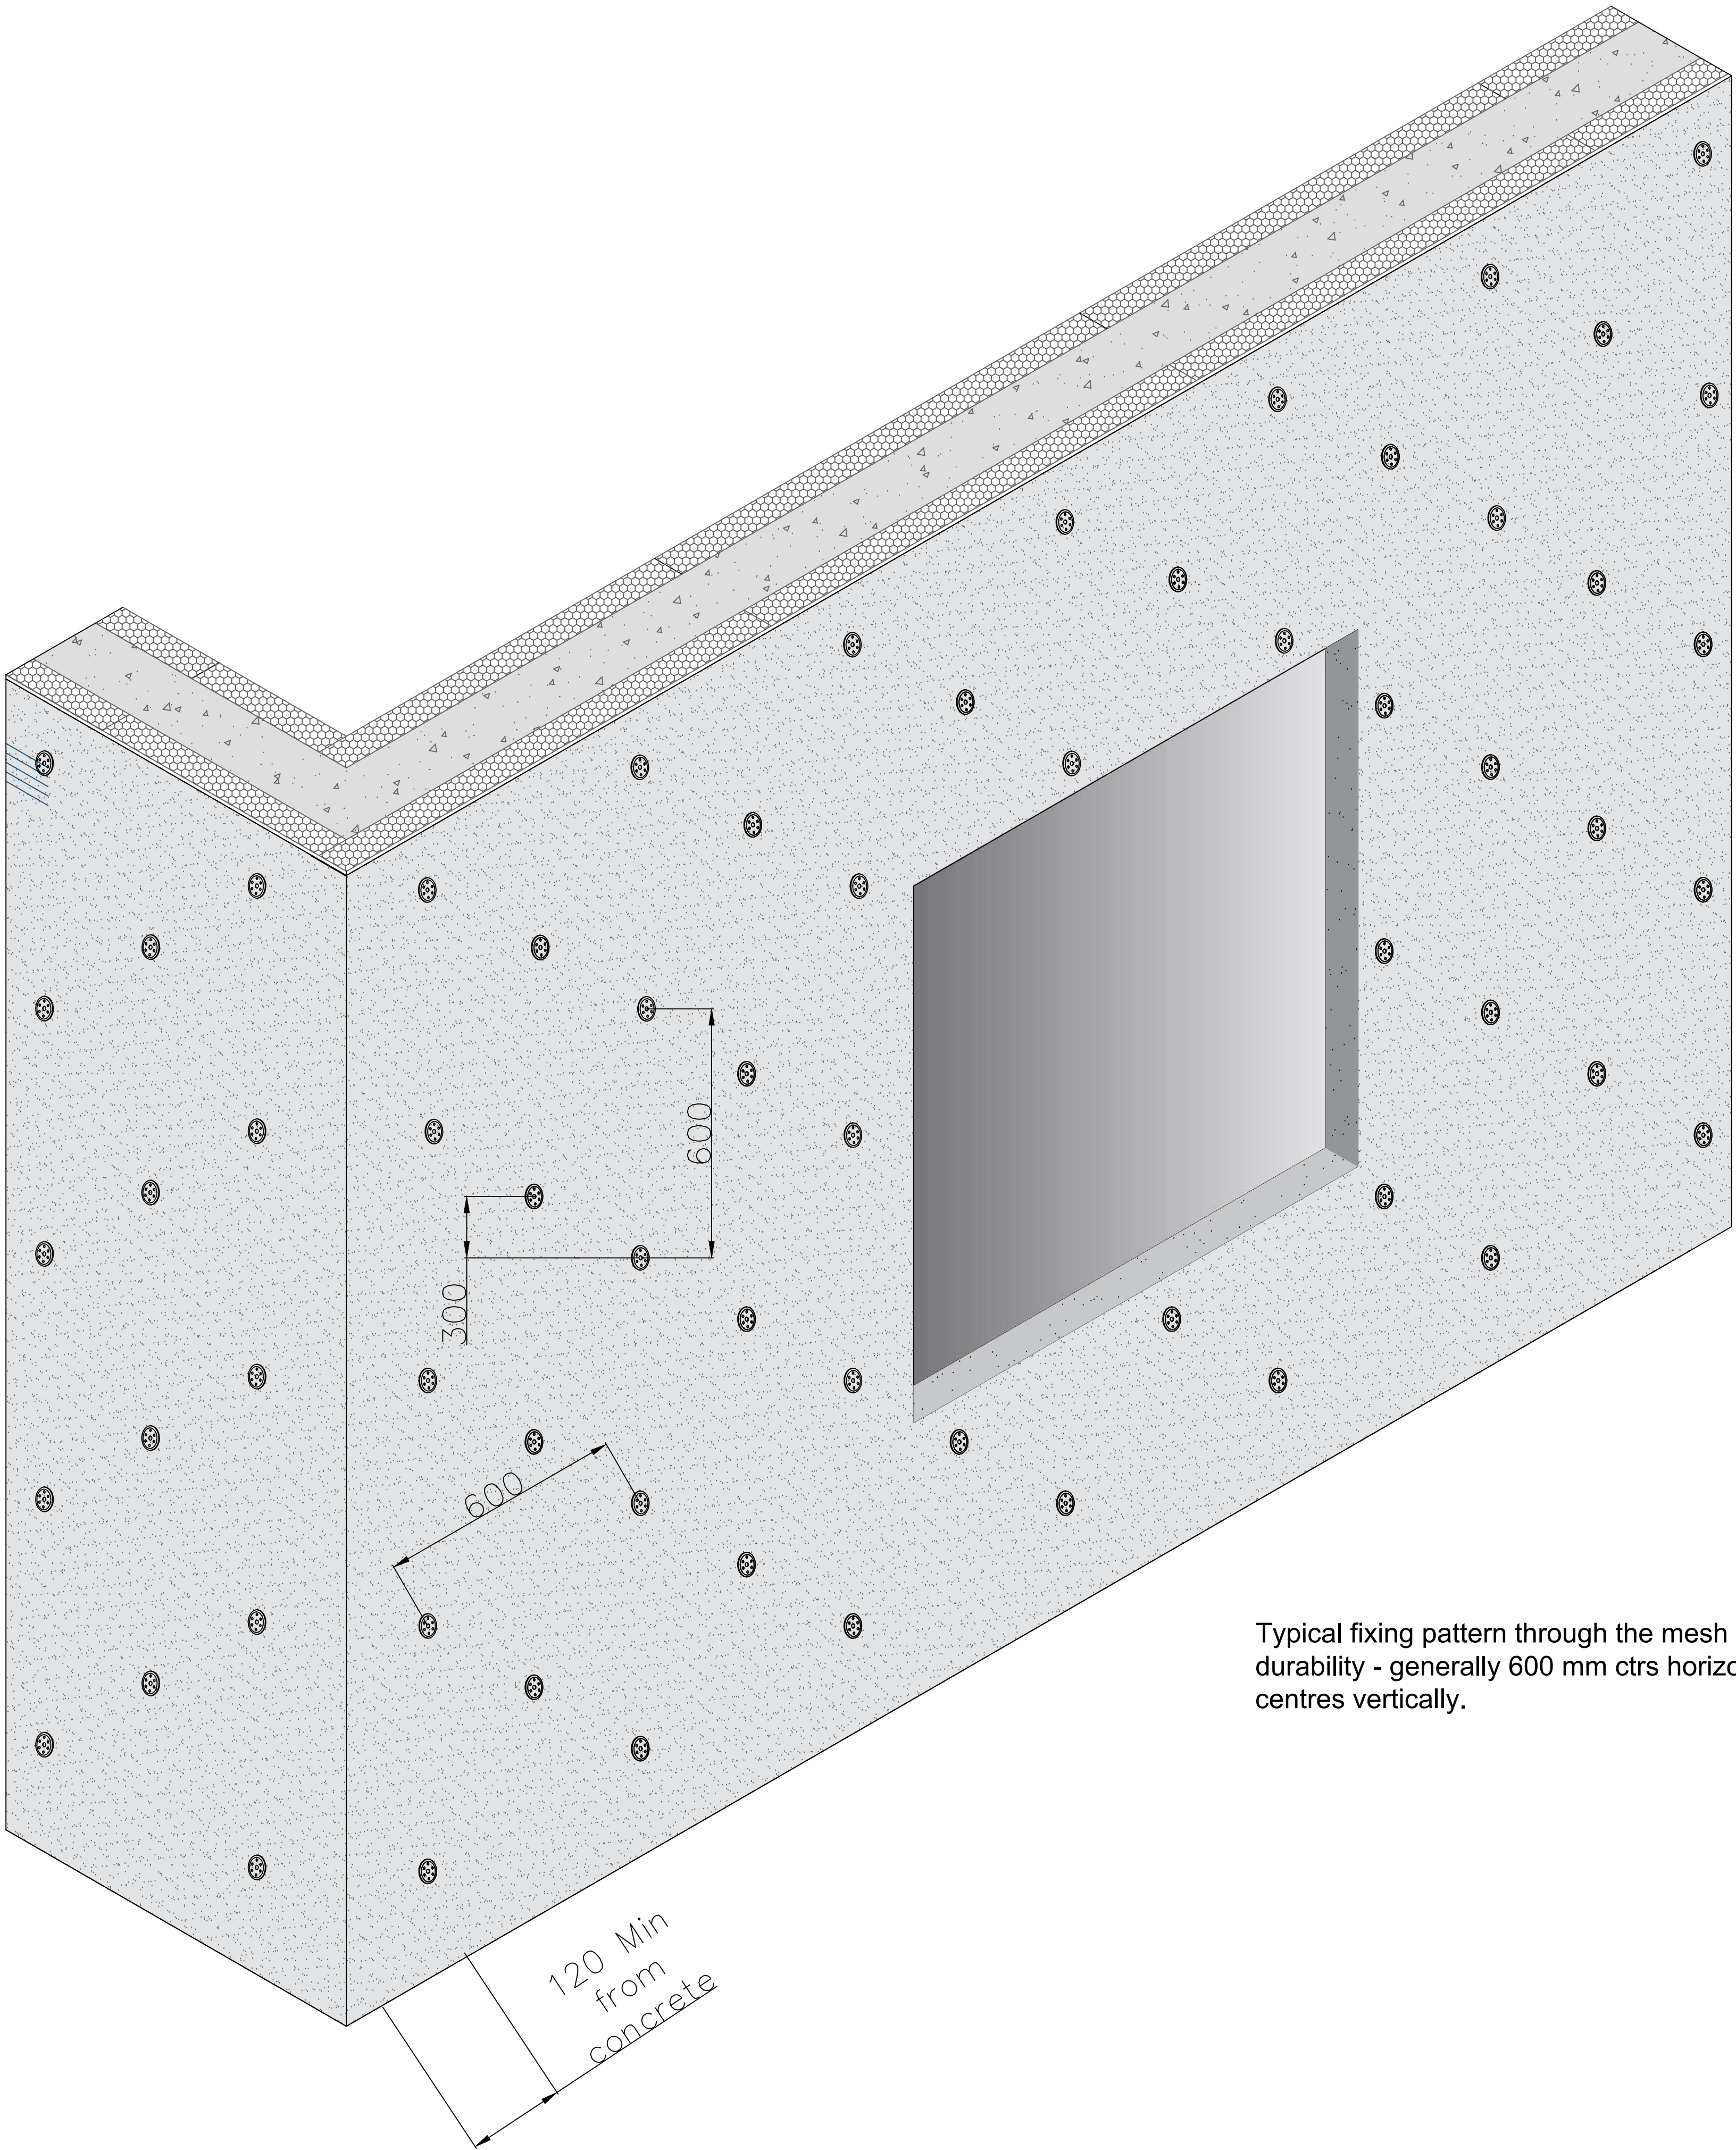 600
300
600
120 Min
from
concrete
Typical fixing pattern through the mesh
durability - generally 600 mm ctrs
centres vertically.